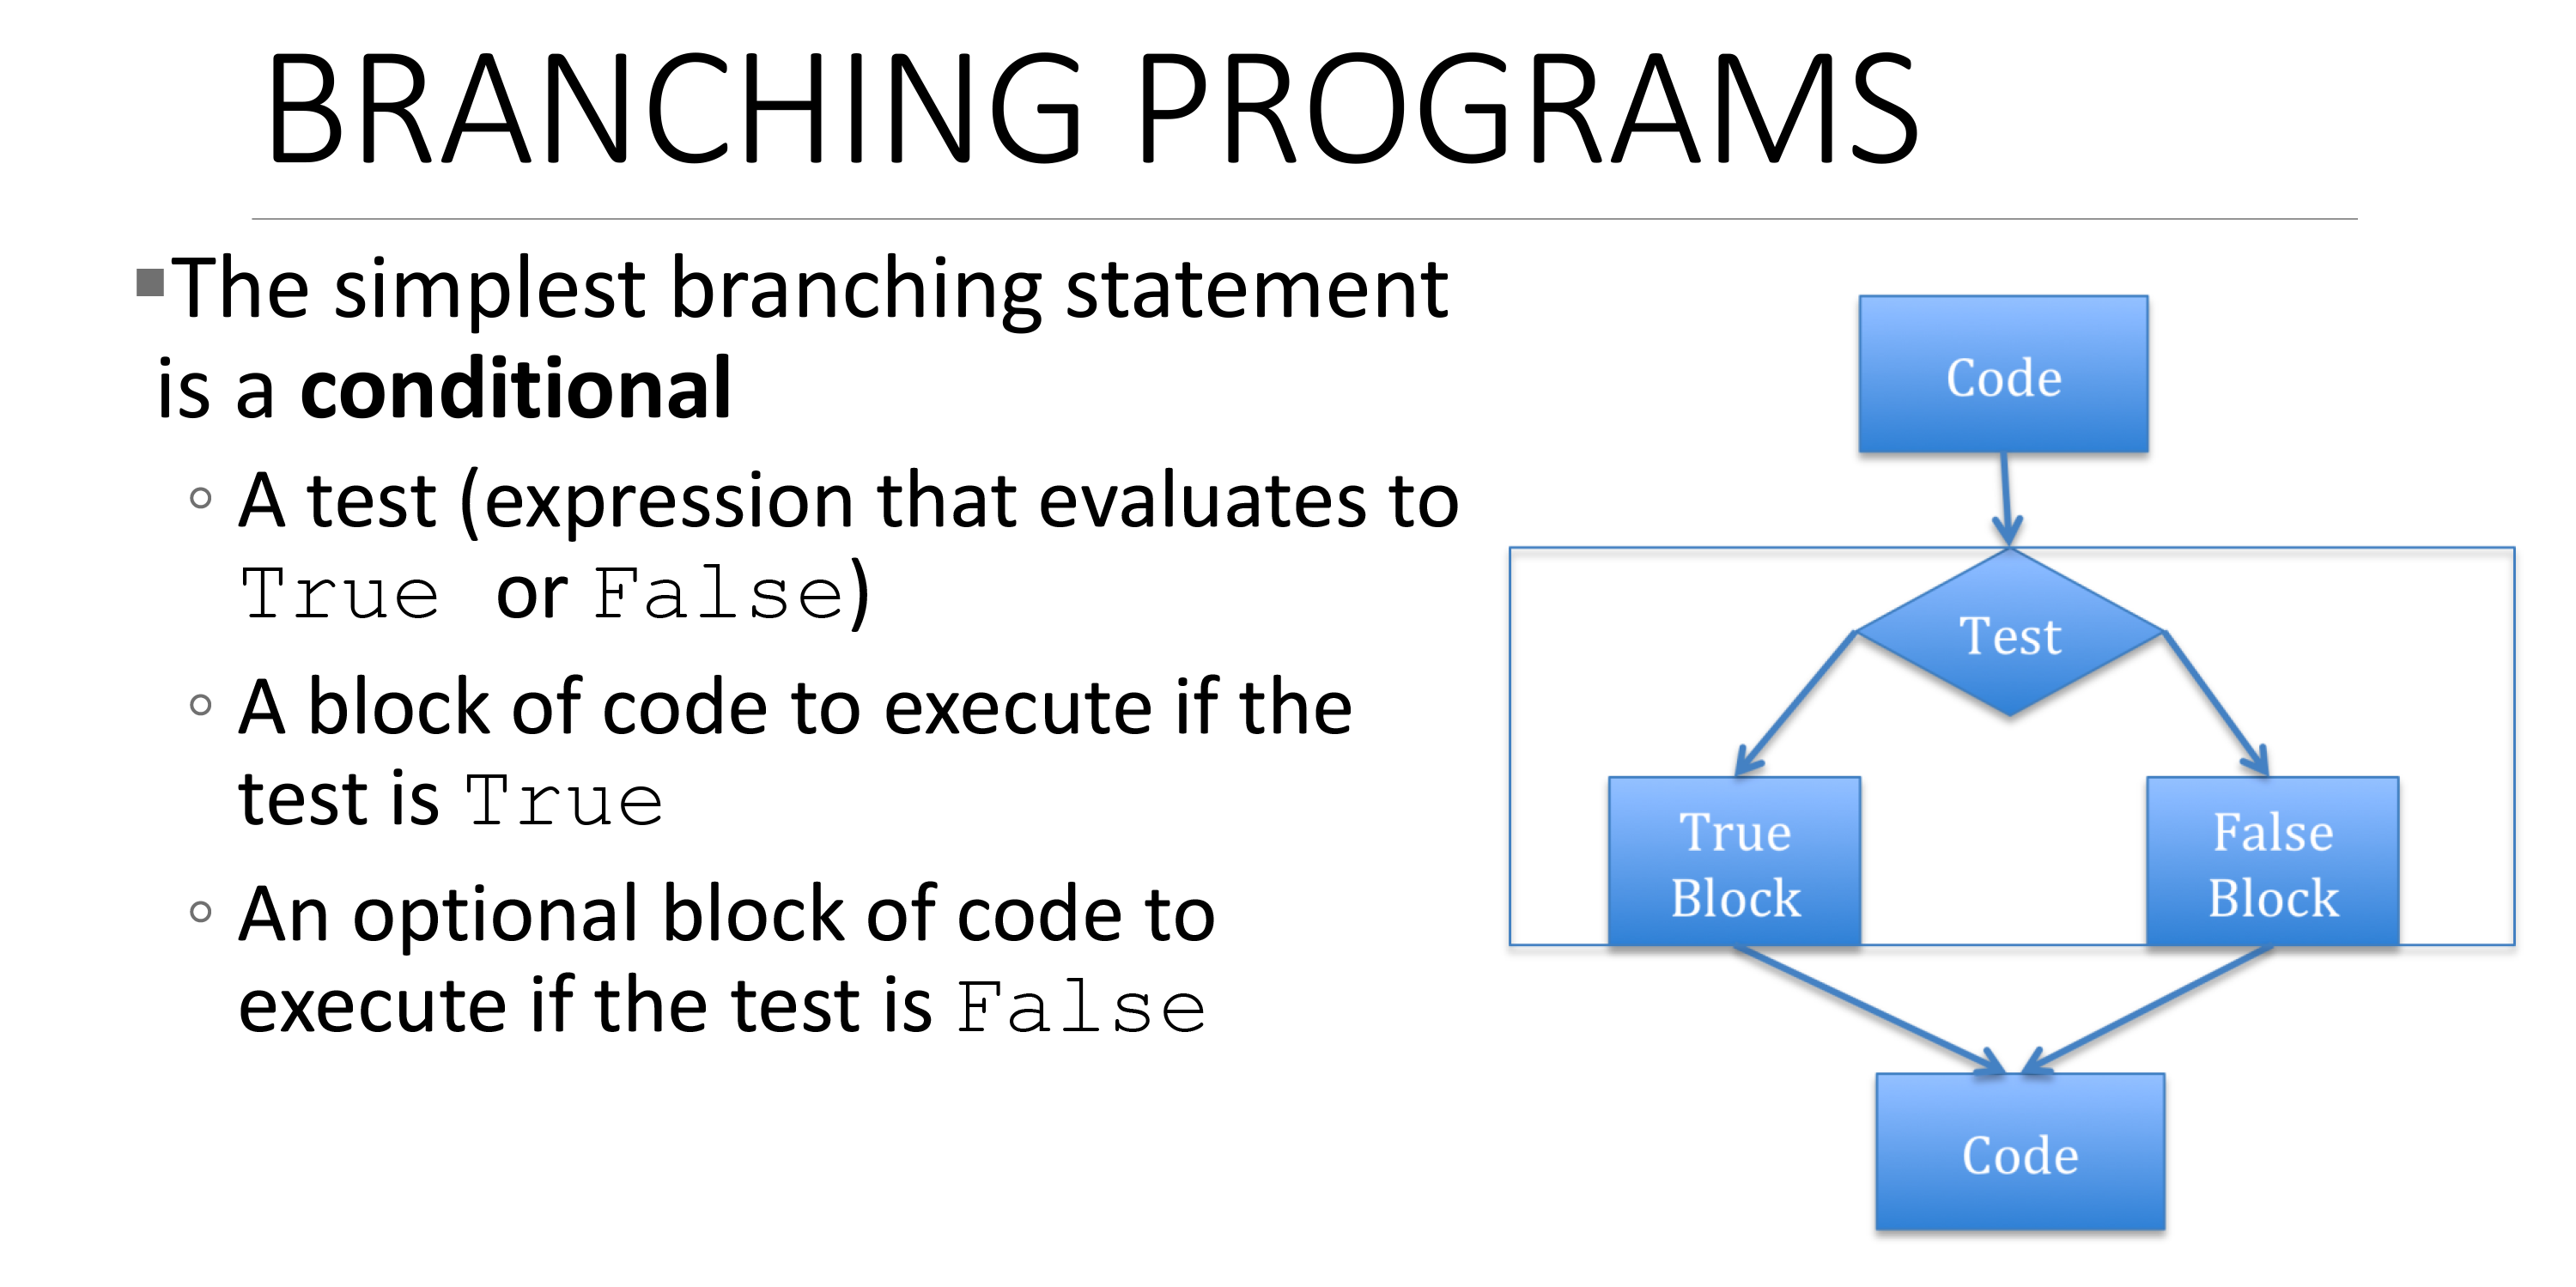 BRANCHING PROGRAMS
▪The simplest branching statement
is a conditional
◦ A test (expression that evaluates to
True or False)
◦ A block of code to execute if the
test is True
◦ An optional block of code to
execute if the test is False
Code
Test
True
Block
False
Block
Code